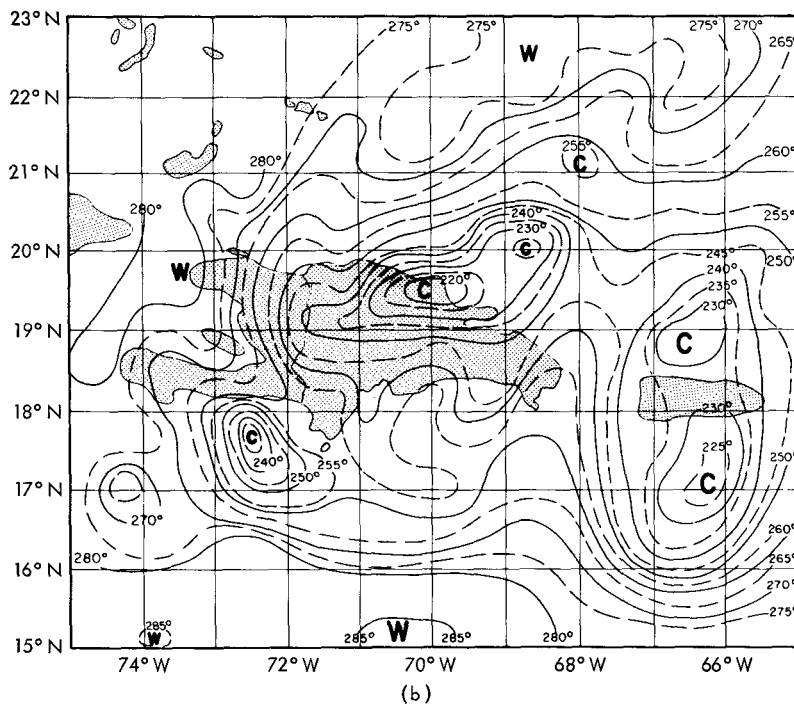 23°N 275° 275° 275° 270°
W 265°
22°N
280° 255° C 260°
21°N
280° 240° 255°
230°
20°N C 245° 250°
W 240°
C 220° 235°
230°
19°N C
18°N 230°
C 225°
240° 255° 250°
250° C
17°N
270° 260°
280° 265°
16°N 270°
285° 275°
W W
15°N 285° 285° 280°
74°W 72°W 70°W 68°W 66°W
(b)